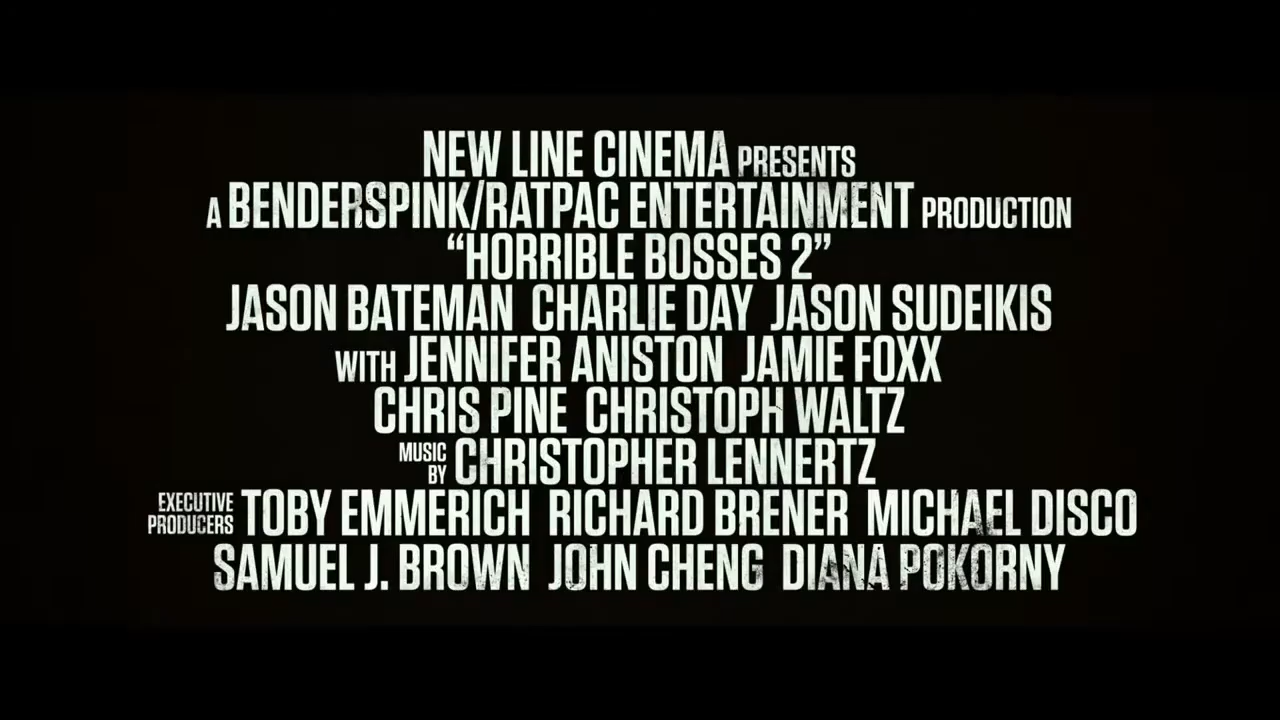 NEW LINE CINEMA PRESENTS
A BENDERSPINK/RATPAC ENTERTAINMENT PRODUCTION
“HORRIBLE BOSSES 2”
JASON BATEMAN CHARLIE DAY JASON SUDEIKIS
WITH JENNIFER ANISTON JAMIE FOXX
CHRIS PINE CHRISTOPH WALTZ
MUSIC BY CHRISTOPHER LENNERTZ
EXECUTIVE PRODUCERS TOBY EMMERICH RICHARD BRENER MICHAEL DISCO
SAMUEL J. BROWN JOHN CHENG DIANA POKORNY